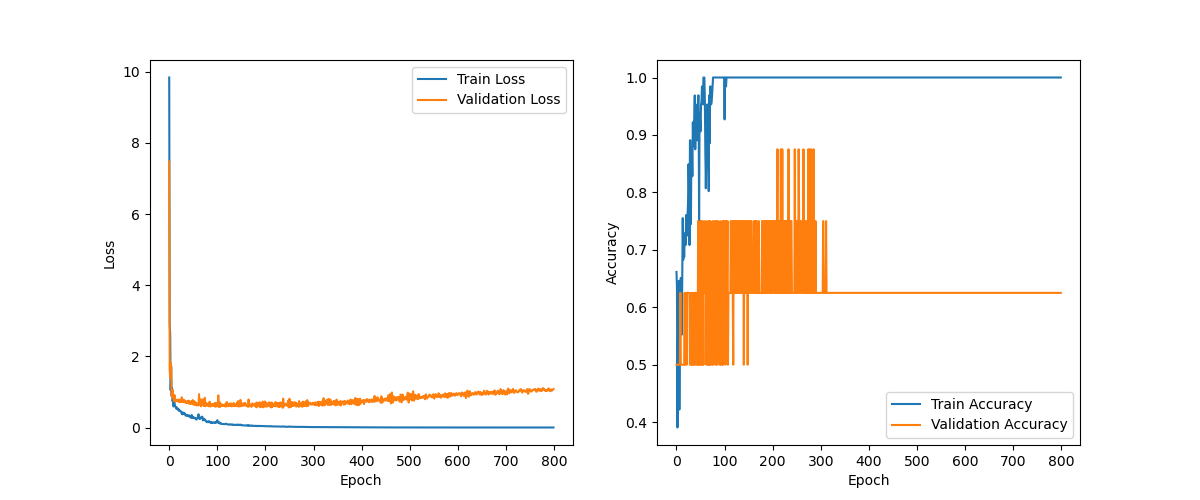 10
8
6
4
2
0
Loss
0 100 200 300 400 500 600 700 800
Epoch
Train Loss
Validation Loss
1.0
0.9
0.8
0.7
0.6
0.5
0.4
Accuracy
0 100 200 300 400 500 600 700 800
Epoch
Train Accuracy
Validation Accuracy